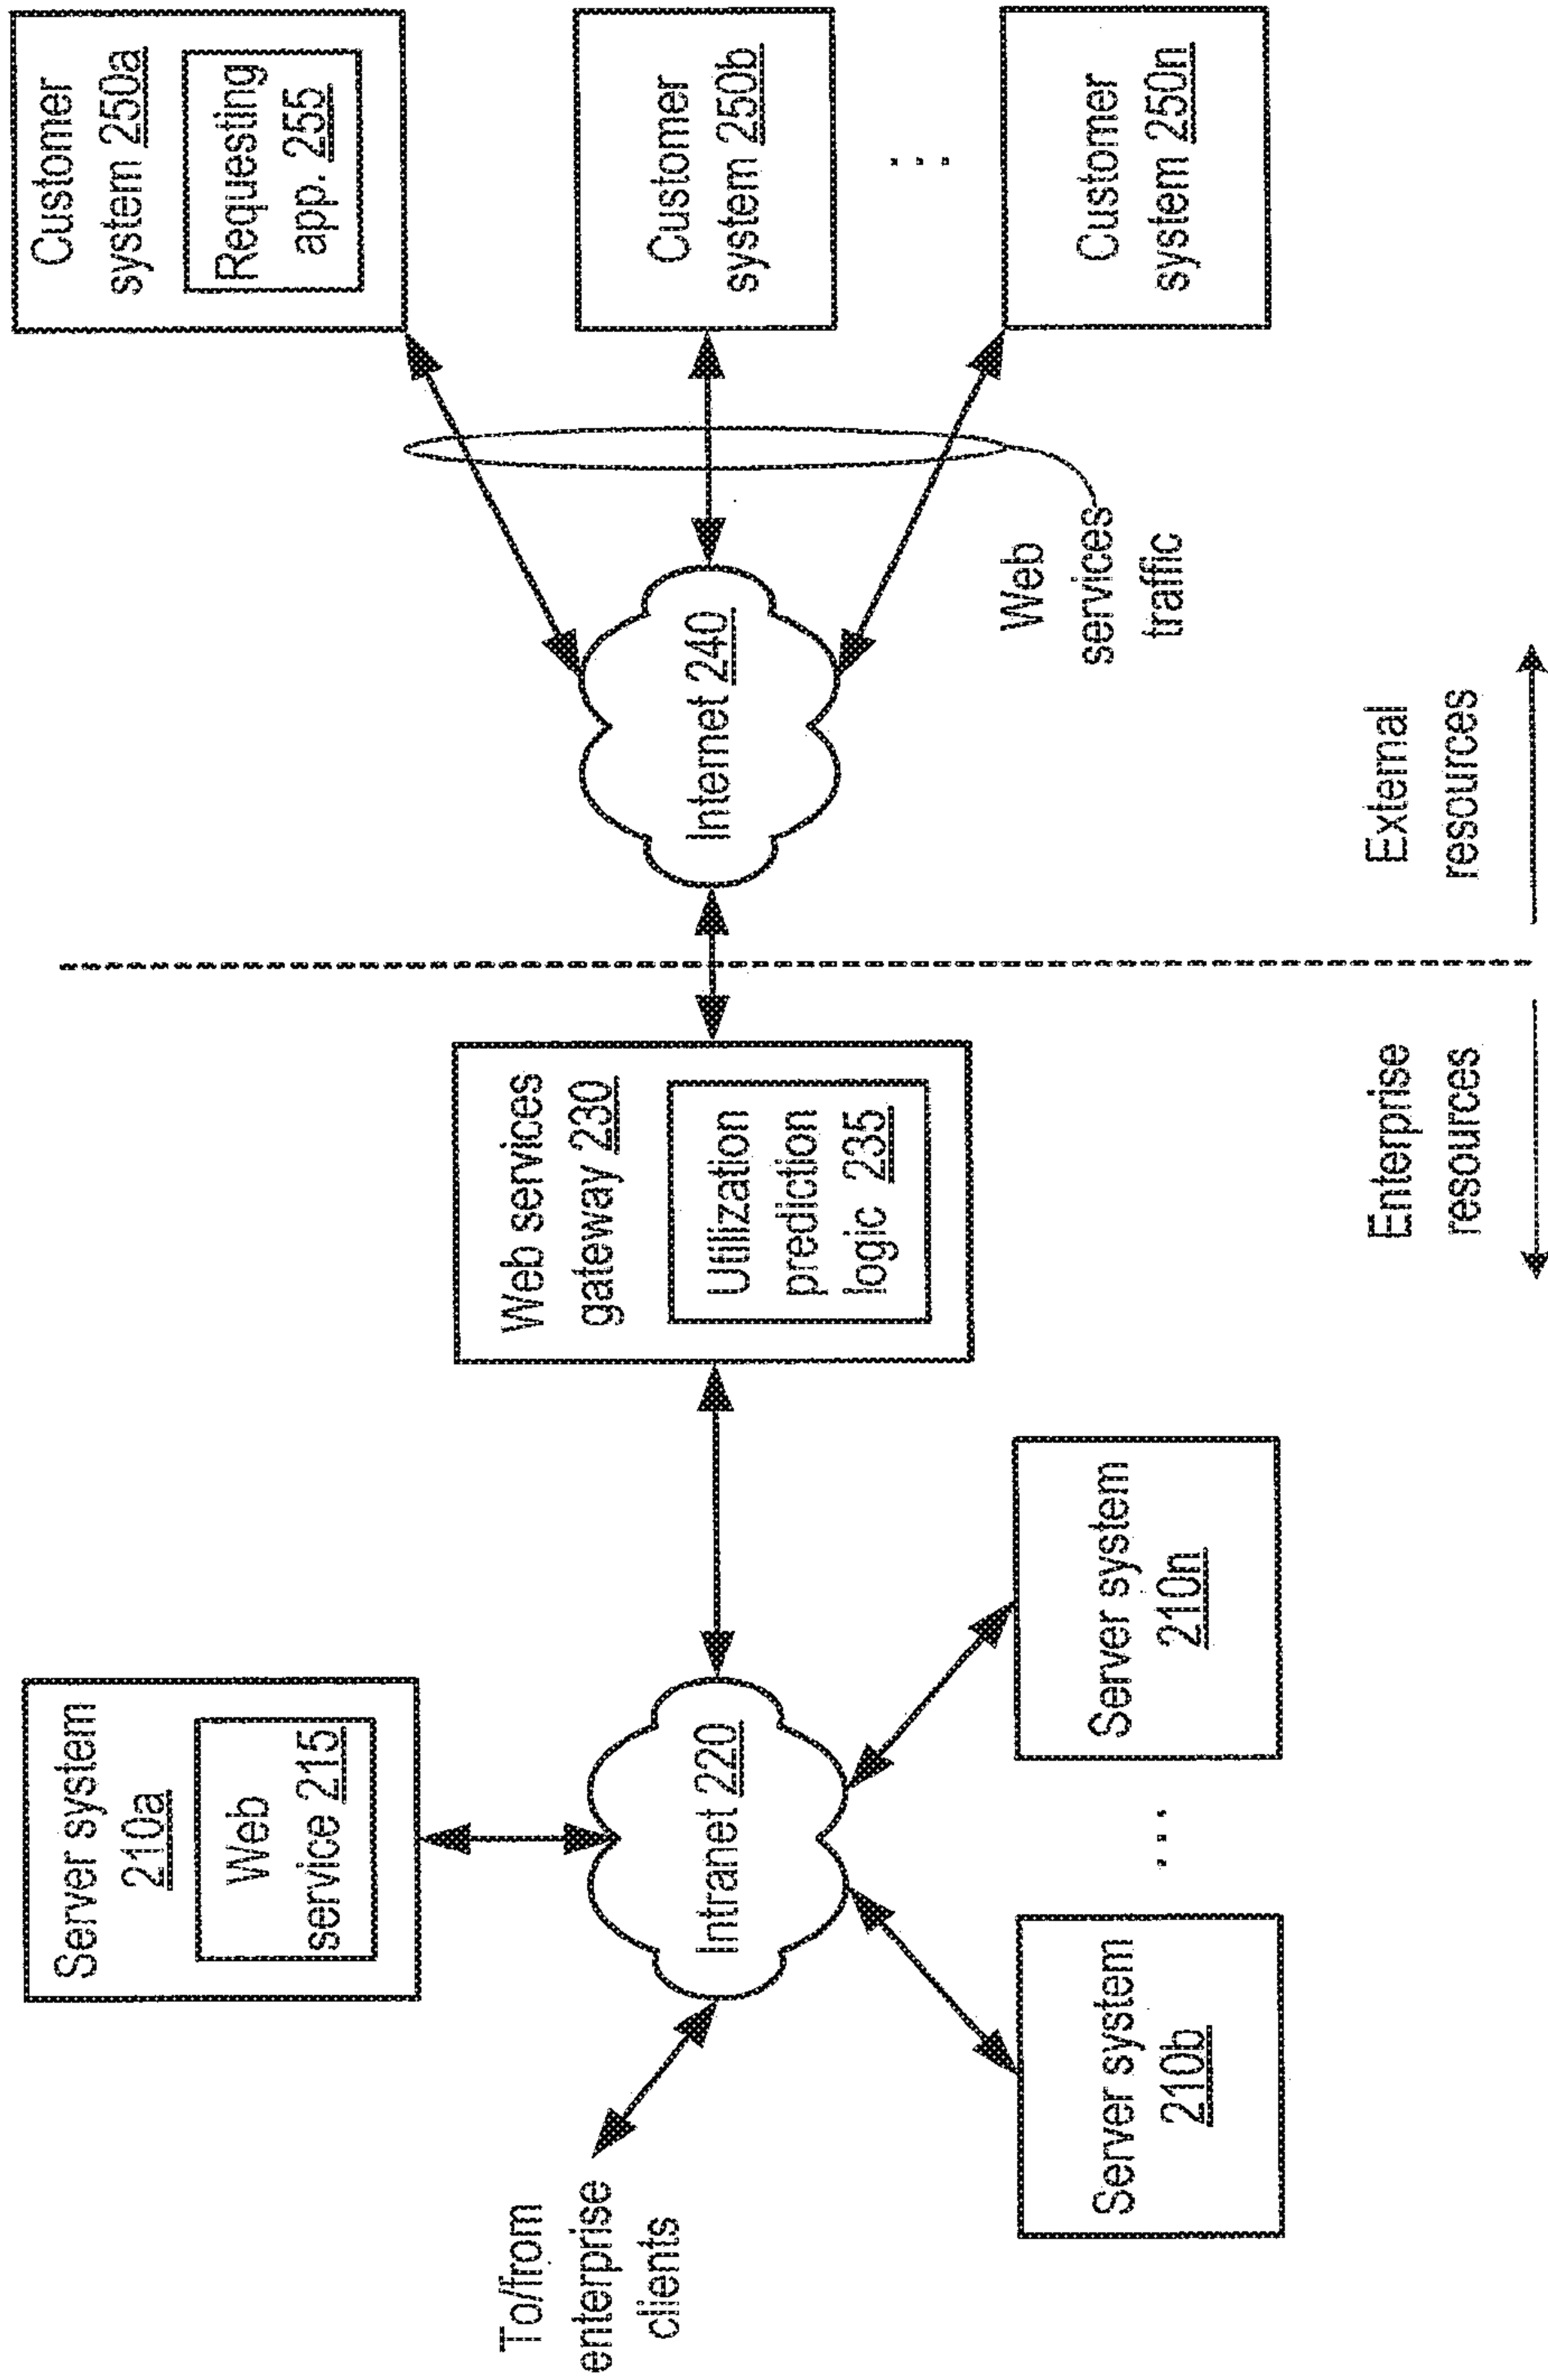 Server system
210a
Web
service 215
To/from
enterprise
clients
Intranet 220
Server system
210b
...
Server system
210n
Web services
gateway 230
Utilization
prediction
logic 235
Internet 240
Customer
system 250a
Requesting
app. 255
Customer
system 250b
...
Customer
system 250n
Web
services
traffic
Enterprise
resources
External
resources